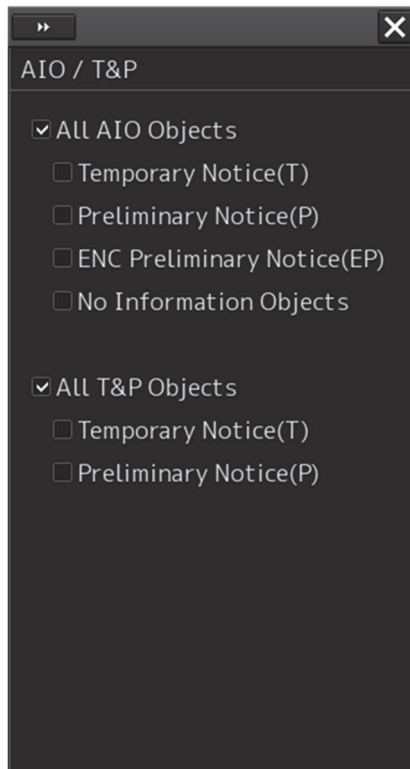 AIO / T&P
All AIO Objects
Temporary Notice(T)
Preliminary Notice(P)
ENC Preliminary Notice(EP)
No Information Objects
All T&P Objects
Temporary Notice(T)
Preliminary Notice(P)